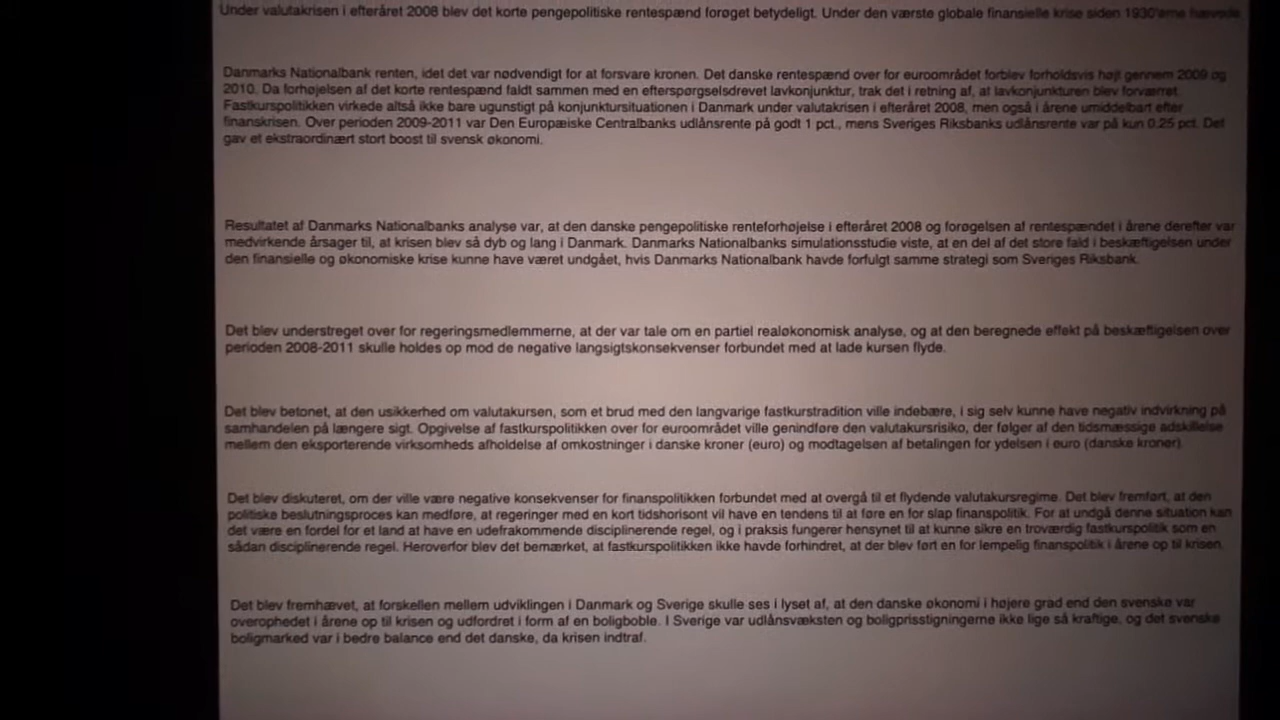 Under valutakrisen i efteråret 2008 blev det korte pengepolitiske rentespænd forøget betydeligt. Under den værste globale finansielle krise siden 1930'erne hævede
Danmarks Nationalbank renten, idet det var nødvendigt for at forsvare kronen. Det danske rentespænd over for euroområdet forblev forholdsvis højt gennem 2009 og
2010. Da forhøjelsen af det korte rentespænd faldt sammen med en efterspørgselsdrevet lavkonjunktur, trak det i retning af, at lavkonjunkturen blev forværret.
Fastkurspolitikken virkede altså ikke bare ugunstigt på konjunktursituationen i Danmark under valutakrisen i efteråret 2008, men også i årene umiddelbart efter
finanskrisen. Over perioden 2009-2011 var Den Europæiske Centralbanks udlånsrente på godt 1 pct., mens Sveriges Riksbanks udlånsrente var på kun 0.25 pct. Det
gav et ekstraordinært stort boost til svensk økonomi.
Resultatet af Danmarks Nationalbanks analyse var, at den danske pengepolitiske renteforhøjelse i efteråret 2008 og forøgelsen af rentespændet i årene derefter var
medvirkende årsager til, at krisen blev så dyb og lang i Danmark. Danmarks Nationalbanks simulationsstudie viste, at en del af det store fald i beskæftigelsen under
den finansielle og økonomiske krise kunne have været undgået, hvis Danmarks Nationalbank havde forfulgt samme strategi som Sveriges Riksbank.
Det blev understreget over for regeringsmedlemmerne, at der var tale om en partiel realøkonomisk analyse, og at den beregnede effekt på beskæftigelsen over
perioden 2008-2011 skulle holdes op mod de negative langsigtskonsekvenser forbundet med at lade kursen flyde.
Det blev betonet, at den usikkerhed om valutakursen, som et brud med den langvarige fastkurstradition ville indebære, i sig selv kunne have negativ indvirkning på
samhandelen på længere sigt. Opgivelse af fastkurspolitikken over for euroområdet ville genindføre den valutakursrisiko, der følger af den tidsmæssige adskillelse
mellem den eksporterende virksomheds afholdelse af omkostninger i danske kroner (euro) og modtagelsen af betalingen for ydelsen i euro (danske kroner).
Det blev diskuteret, om der ville være negative konsekvenser for finanspolitikken forbundet med at overgå til et flydende valutakursregime. Det blev fremført, at den
politiske beslutningsproces kan medføre, at regeringer med en kort tidshorisont vil have en tendens til at føre en for slap finanspolitik. For at undgå denne situation kan
det være en fordel for et land at have en udefrakommende disciplinerende regel, og i praksis fungerer hensynet til at kunne sikre en troværdig fastkurspolitik som en
sådan disciplinerende regel. Heroverfor blev det bemærket, at fastkurspolitikken ikke havde forhindret, at der blev ført en for lempelig finanspolitik i årene op til krisen.
Det blev fremhævet, at forskellen mellem udviklingen i Danmark og Sverige skulle ses i lyset af, at den danske økonomi i højere grad end den svenske var
overophedet i årene op til krisen og udfordret i form af en boligboble. I Sverige var udlånsvæksten og boligprisstigningerne ikke lige så kraftige, og det svenske
boligmarked var i bedre balance end det danske, da krisen indtraf.